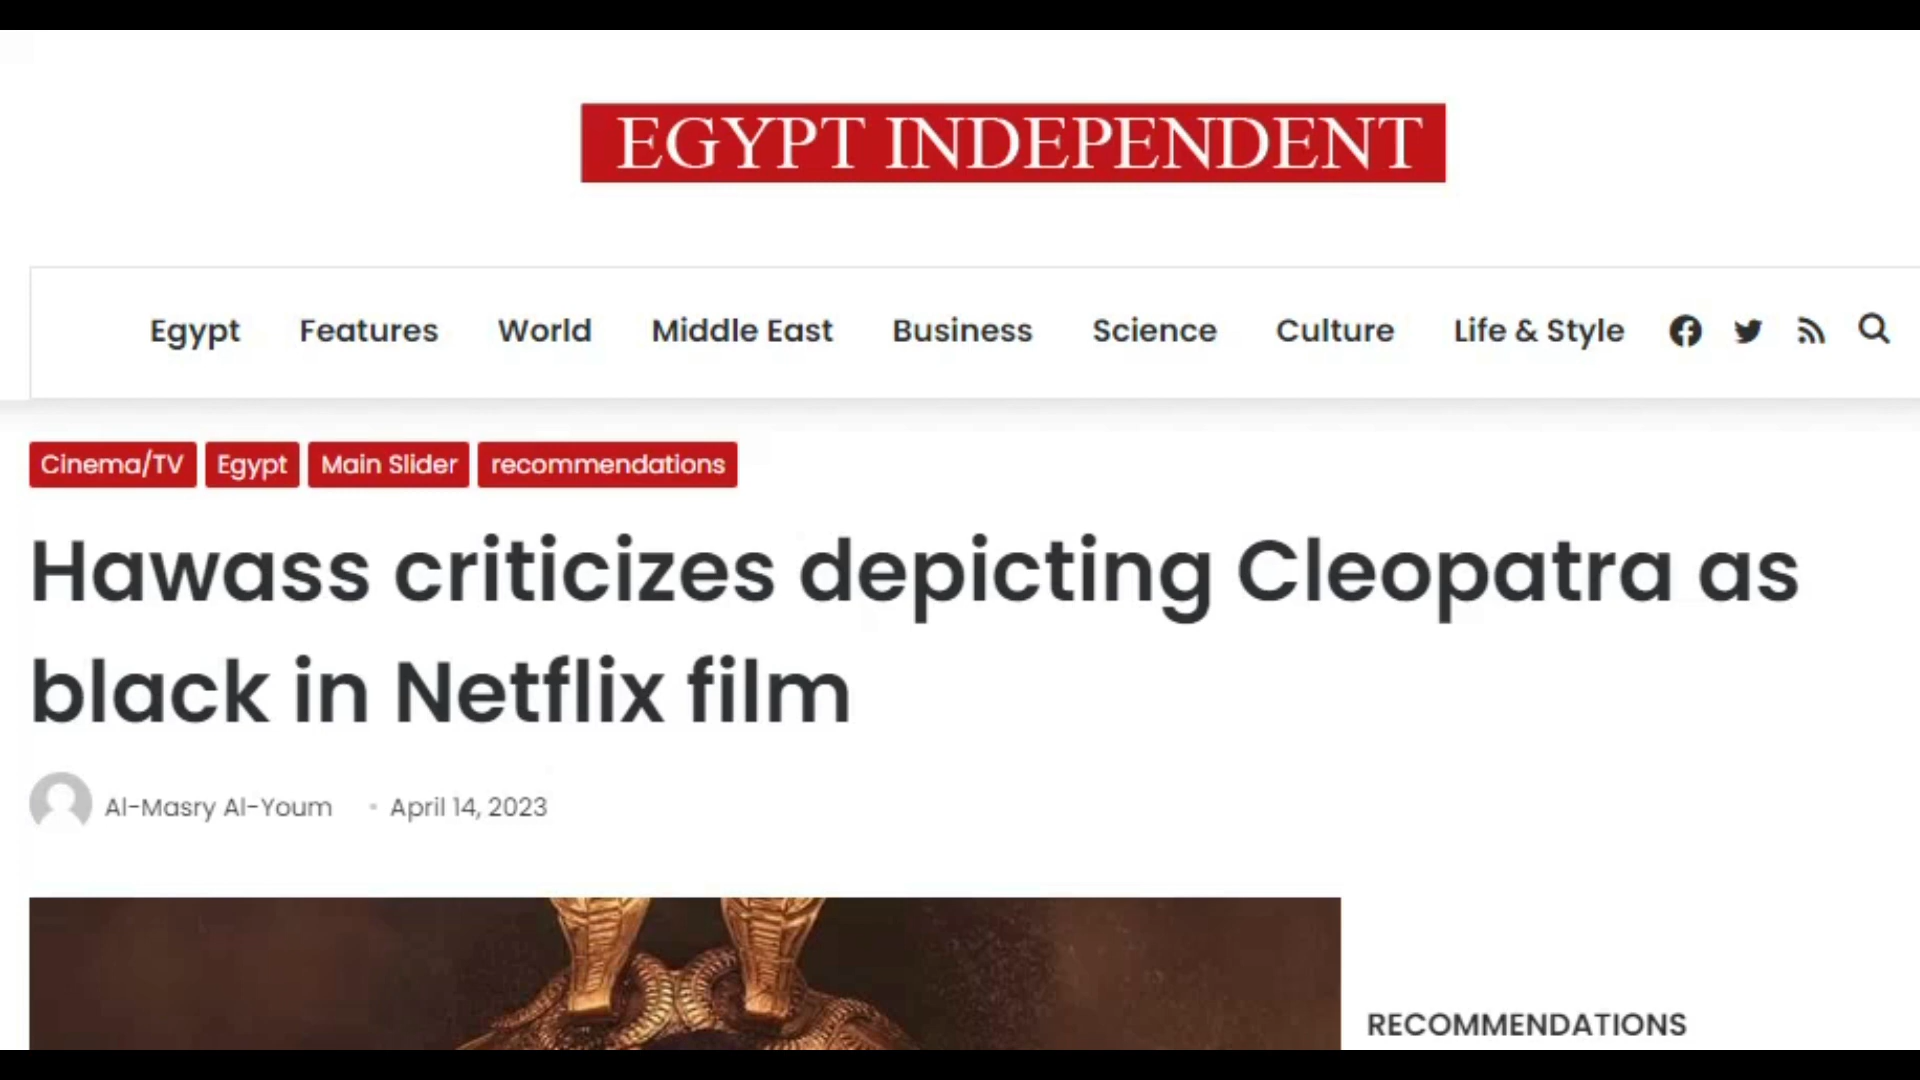 EGYPT INDEPENDENT
Egypt Features World Middle East Business Science Culture Life & Style
Cinema/TV Egypt Main Slider recommendations
Hawass criticizes depicting Cleopatra as
black in Netflix film
Al-Masry Al-Youm • April 14, 2023
RECOMMENDATIONS